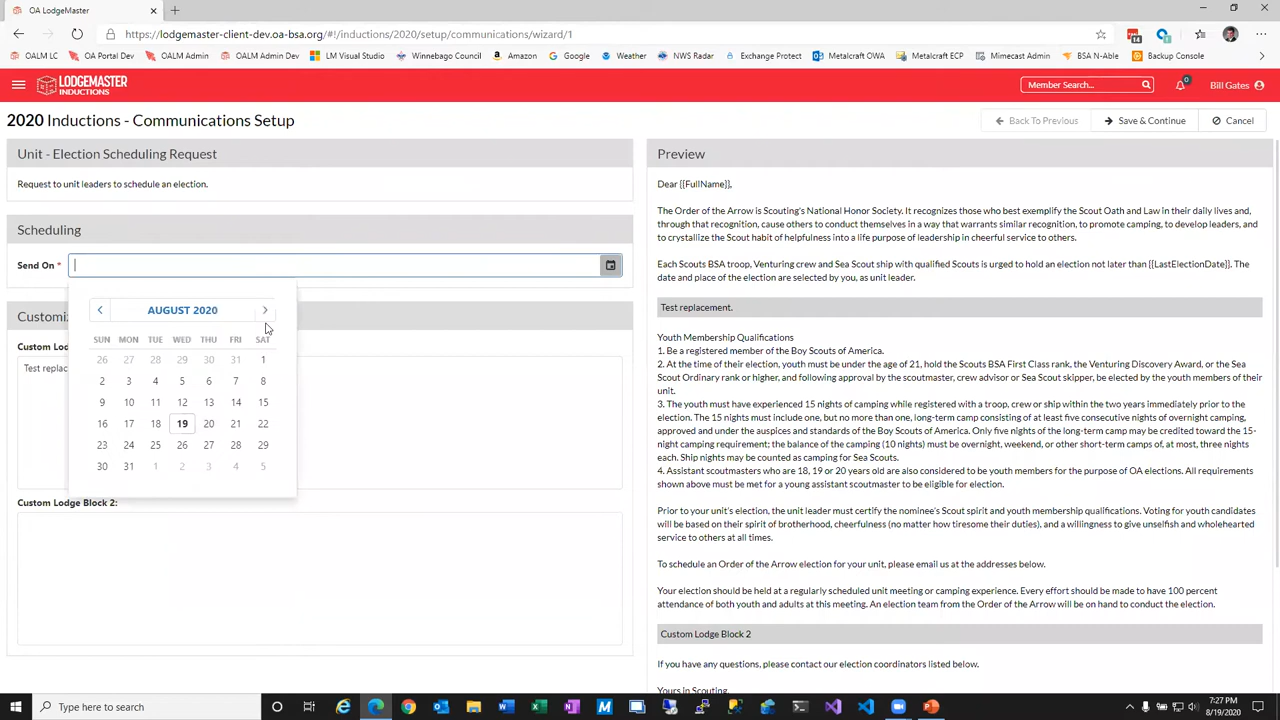 OA LodgeMaster
https://lodgemaster-client-dev.oa-bsa.org/#!/inductions/2020/setup/communications/wizard/1
OALM LC OA Portal Dev OALM Dev OALM Admin Dev LM Visual Studio Winnebago Council Amazon Google Weather NWS Radar Exchange Protect Metalcraft OWA Metalcraft ECP Mimecast Admin BSA N-Able Backup Console
LODGEMASTER
INDUCTIONS
Member Search...
0
Bill Gates
2020 Inductions - Communications Setup
Back To Previous
Save & Continue
Cancel
Unit - Election Scheduling Request
Request to unit leaders to schedule an election.
Scheduling
Send On *
AUGUST 2020
SUN MON TUE WED THU FRI SAT
26 27 28 29 30 31 1
2 3 4 5 6 7 8
9 10 11 12 13 14 15
16 17 18 19 20 21 22
23 24 25 26 27 28 29
30 31 1 2 3 4 5
Customiz
Custom Lod
Test replac
Custom Lodge Block 2:
Preview
Dear {{FullName}},
The Order of the Arrow is Scouting's National Honor Society. It recognizes those who best exemplify the Scout Oath and Law in their daily lives and,
through that recognition, cause others to conduct themselves in a way that warrants similar recognition, to promote camping, to develop leaders, and
to crystallize the Scout habit of helpfulness into a life purpose of leadership in cheerful service to others.
Each Scouts BSA troop, Venturing crew and Sea Scout ship with qualified Scouts is urged to hold an election not later than {{LastElectionDate}}. The
date and place of the election are selected by you, as unit leader.
Test replacement.
Youth Membership Qualifications
1. Be a registered member of the Boy Scouts of America.
2. At the time of their election, youth must be under the age of 21, hold the Scouts BSA First Class rank, the Venturing Discovery Award, or the Sea
Scout Ordinary rank or higher, and following approval by the scoutmaster, crew advisor or Sea Scout skipper, be elected by the youth members of their
unit.
3. The youth must have experienced 15 nights of camping while registered with a troop, crew or ship within the two years immediately prior to the
election. The 15 nights must include one, but no more than one, long-term camp consisting of at least five consecutive nights of overnight camping,
approved and under the auspices and standards of the Boy Scouts of America. Only five nights of the long-term camp may be credited toward the 15-
night camping requirement; the balance of the camping (10 nights) must be overnight, weekend, or other short-term camps of, at most, three nights
each. Ship nights may be counted as camping for Sea Scouts.
4. Assistant scoutmasters who are 18, 19 or 20 years old are also considered to be youth members for the purpose of OA elections. All requirements
shown above must be met for a young assistant scoutmaster to be eligible for election.
Prior to your unit's election, the unit leader must certify the nominee's Scout spirit and youth membership qualifications. Voting for youth candidates
will be based on their spirit of brotherhood, cheerfulness (no matter how tiresome their duties), and a willingness to give unselfish and wholehearted
service to others at all times.
To schedule an Order of the Arrow election for your unit, please email us at the addresses below.
Your election should be held at a regularly scheduled unit meeting or camping experience. Every effort should be made to have 100 percent
attendance of both youth and adults at this meeting. An election team from the Order of the Arrow will be on hand to conduct the election.
Custom Lodge Block 2
If you have any questions, please contact our election coordinators listed below.
Yours in Scouting,
Type here to search
7:27 PM
8/19/2020